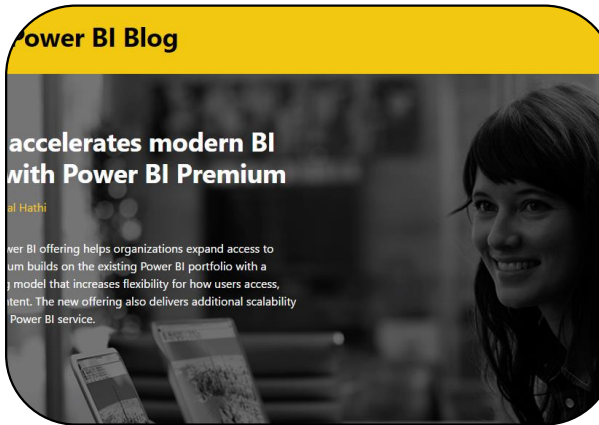 Power BI Blog
accelerates modern BI
with Power BI Premium
al Hathi
wer BI offering helps organizations expand access to
um builds on the existing Power BI portfolio with a
g model that increases flexibility for how users access,
ntent. The new offering also delivers additional scalability
Power BI service.